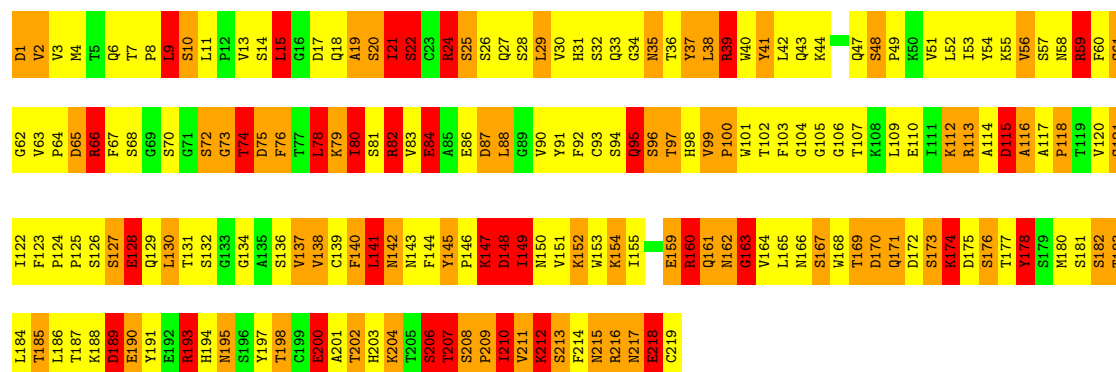 D1 V2 V3 M4 T5 Q6 T7 P8 L9 S10 L11 P12 V13 S14 L15 G16 D17 Q18 A19 S20 I21 S22 C23 R24 S25 S26 Q27 S28 L29 V30 H31 S32 Q33 G34 N35 T36 Y37 L38 R39 W40 Y41 L42 Q43 K44 Q47 S48 P49 K50 V51 L52 I53 Y54 K55 V56 S57 N58 R59 F60
G62 V63 P64 D65 R66 F67 S68 G69 S70 G71 S72 G73 T74 D75 F76 T77 L78 K79 I80 S81 R82 V83 E84 A85 E86 D87 L88 G89 V90 Y91 F92 C93 S94 Q95 S96 T97 H98 V99 P100 W101 T102 F103 G104 G105 G106 T107 K108 L109 E110 I111 K112 R113 A114 D115 A116 A117 P118 T119 V120
I122 F123 P124 P125 S126 S127 E128 Q129 L130 T131 S132 G133 G134 A135 S136 V137 V138 C139 F140 L141 N142 N143 F144 Y145 P146 K147 D148 I149 N150 V151 K152 W153 K154 I155 E159 R160 Q161 N162 G163 V164 L165 N166 S167 W168 T169 D170 Q171 D172 S173 K174 D175 S176 T177 Y178 S179 M180 S181 S182
L184 T185 L186 T187 K188 D189 E190 Y191 E192 R193 H194 N195 S196 Y197 T198 C199 E200 A201 T202 H203 K204 T205 S206 T207 S208 P209 I210 V211 K212 S213 F214 N215 R216 N217 E218 C219